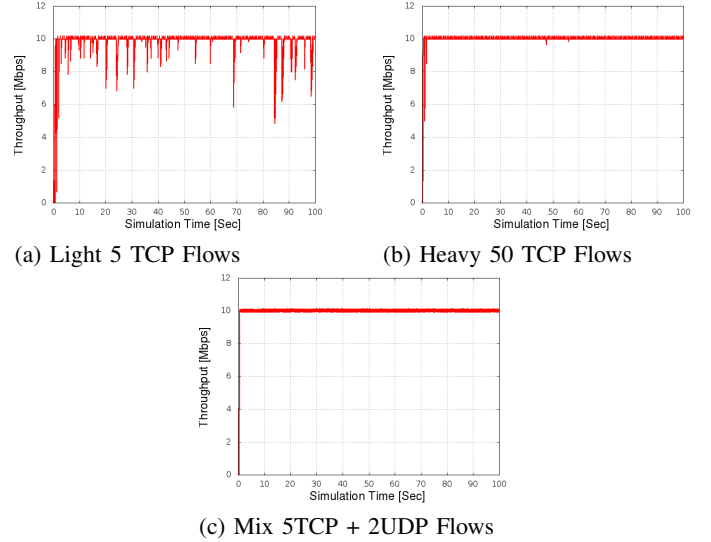 12
10
8
6
4
2
0
Throughput [Mbps]
0 10 20 30 40 50 60 70 80 90 100
Simulation Time [Sec]
(a) Light 5 TCP Flows
12
10
8
6
4
2
0
Throughput [Mbps]
0 10 20 30 40 50 60 70 80 90 100
Simulation Time [Sec]
(b) Heavy 50 TCP Flows
12
10
8
6
4
2
0
Throughput [Mbps]
0 10 20 30 40 50 60 70 80 90 100
Simulation Time [Sec]
(c) Mix 5TCP + 2UDP Flows